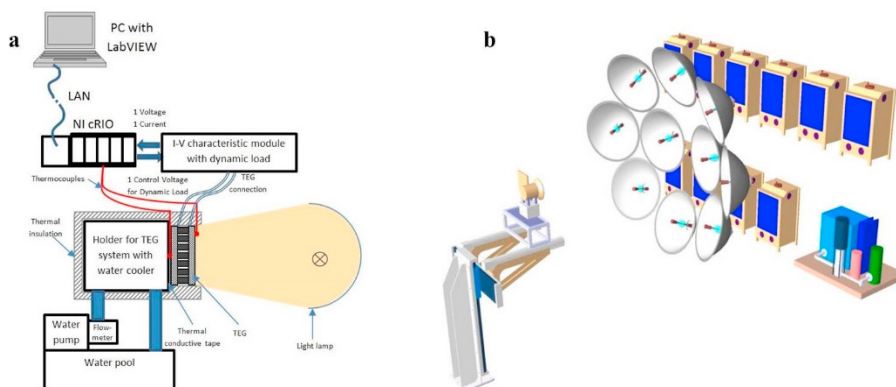 a
PC with
LabVIEW
LAN
NI cRIO
1 Voltage
1 Current
I-V characteristic module
with dynamic load
Thermocouples
1 Control Voltage
for Dynamic Load
TEG
connection
Thermal
insulation
Holder for TEG
system with
water cooler
Water
pump
Flow-
meter
Water pool
Thermal
conductive tape
TEG
Light lamp
b